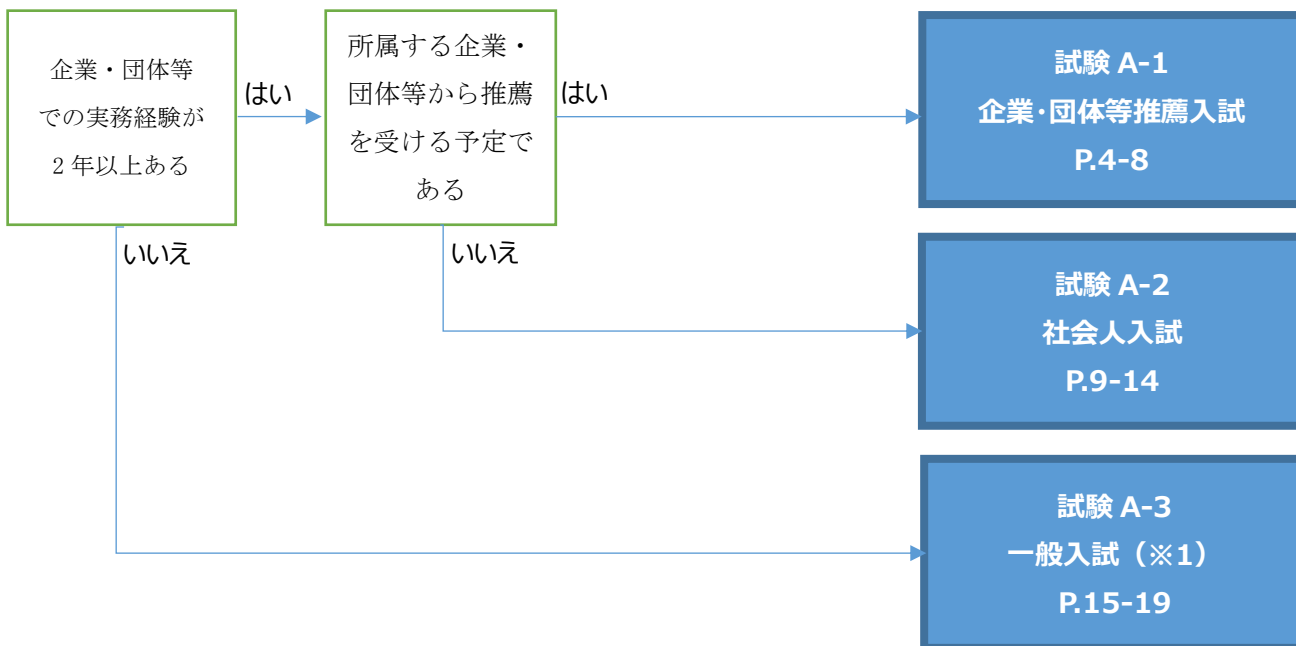 企業・団体等
での実務経験が
2年以上ある
はい
所属する企業・
団体等から推薦
を受ける予定で
ある
はい
試験 A-1
企業・団体等推薦入試
P.4-8
いいえ
いいえ
試験 A-2
社会人入試
P.9-14
試験 A-3
一般入試（※1）
P.15-19